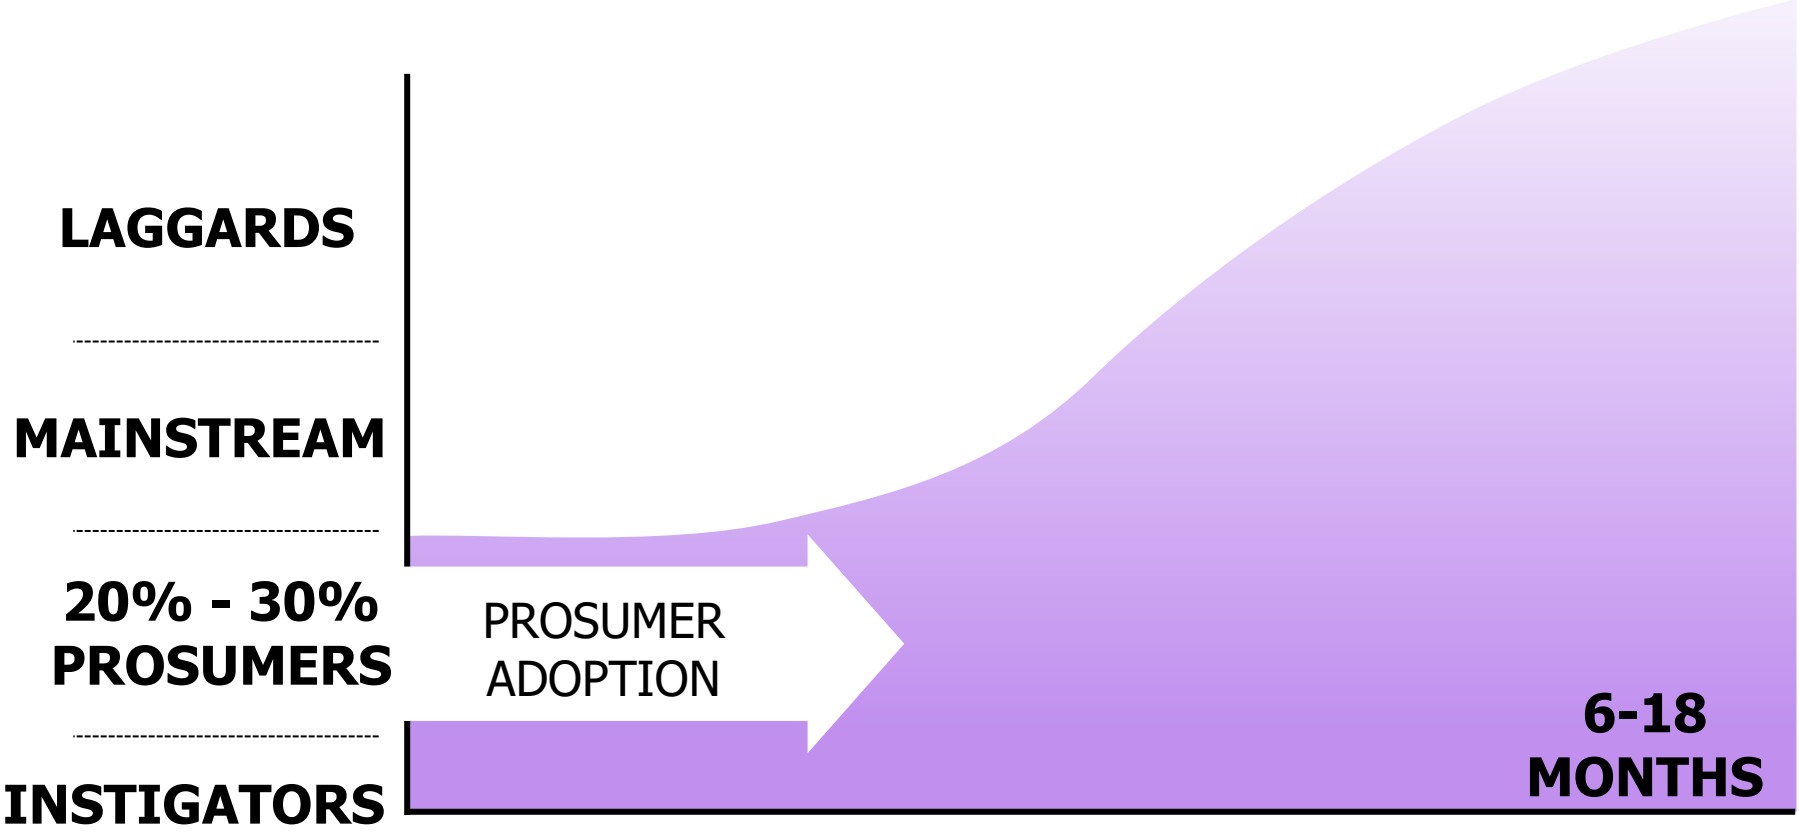 LAGGARDS
MAINSTREAM
20% - 30%
PROSUMERS
INSTIGATORS
PROSUMER
ADOPTION
6-18
MONTHS